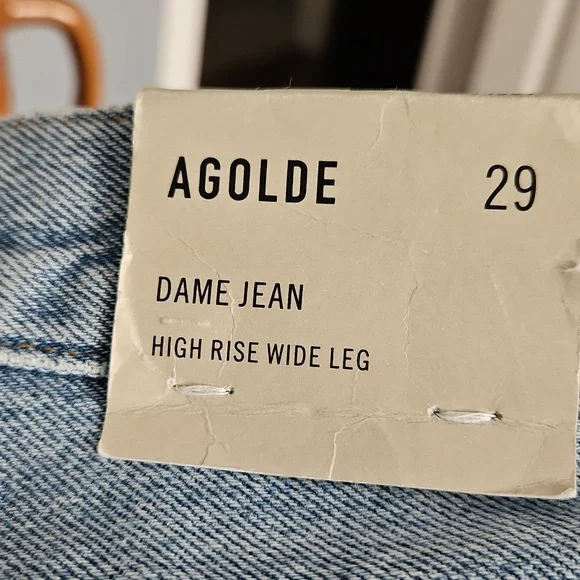 AGOLDE 29
DAME JEAN
HIGH RISE WIDE LEG